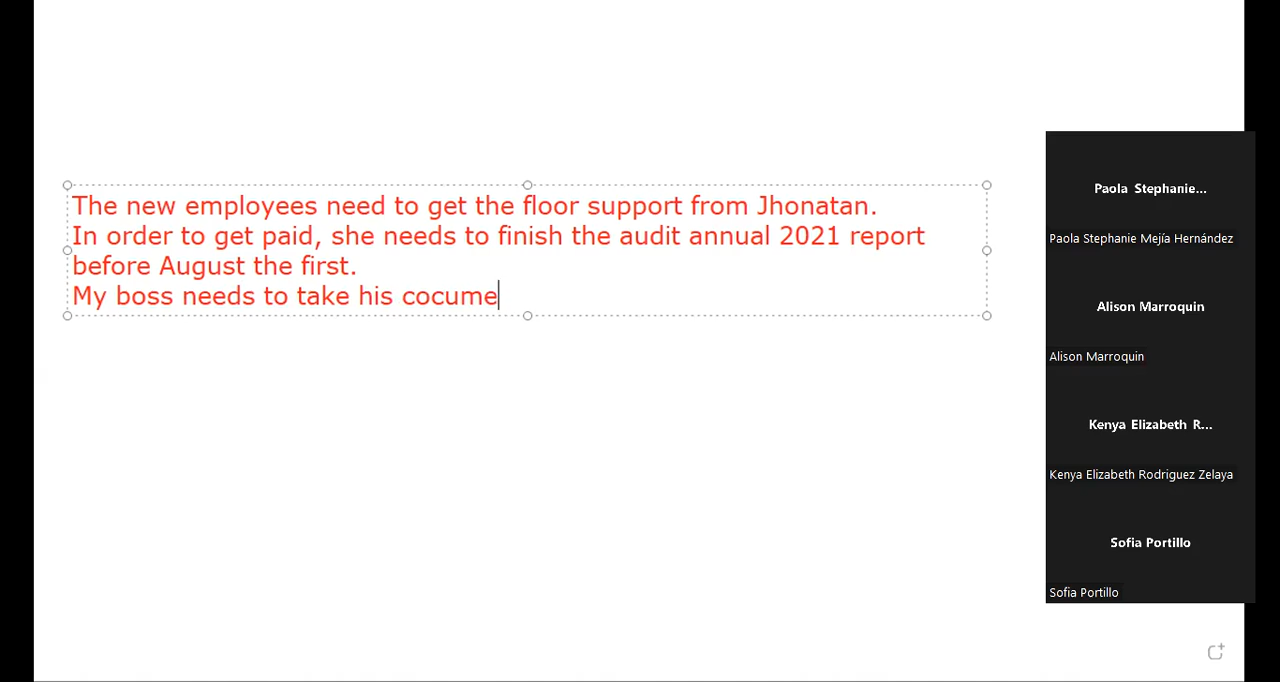 The new employees need to get the floor support from Jhonatan.
In order to get paid, she needs to finish the audit annual 2021 report
before August the first.
My boss needs to take his cocume
Paola Stephanie...
Paola Stephanie Mejía Hernández
Alison Marroquin
Alison Marroquin
Kenya Elizabeth R...
Kenya Elizabeth Rodriguez Zelaya
Sofia Portillo
Sofia Portillo